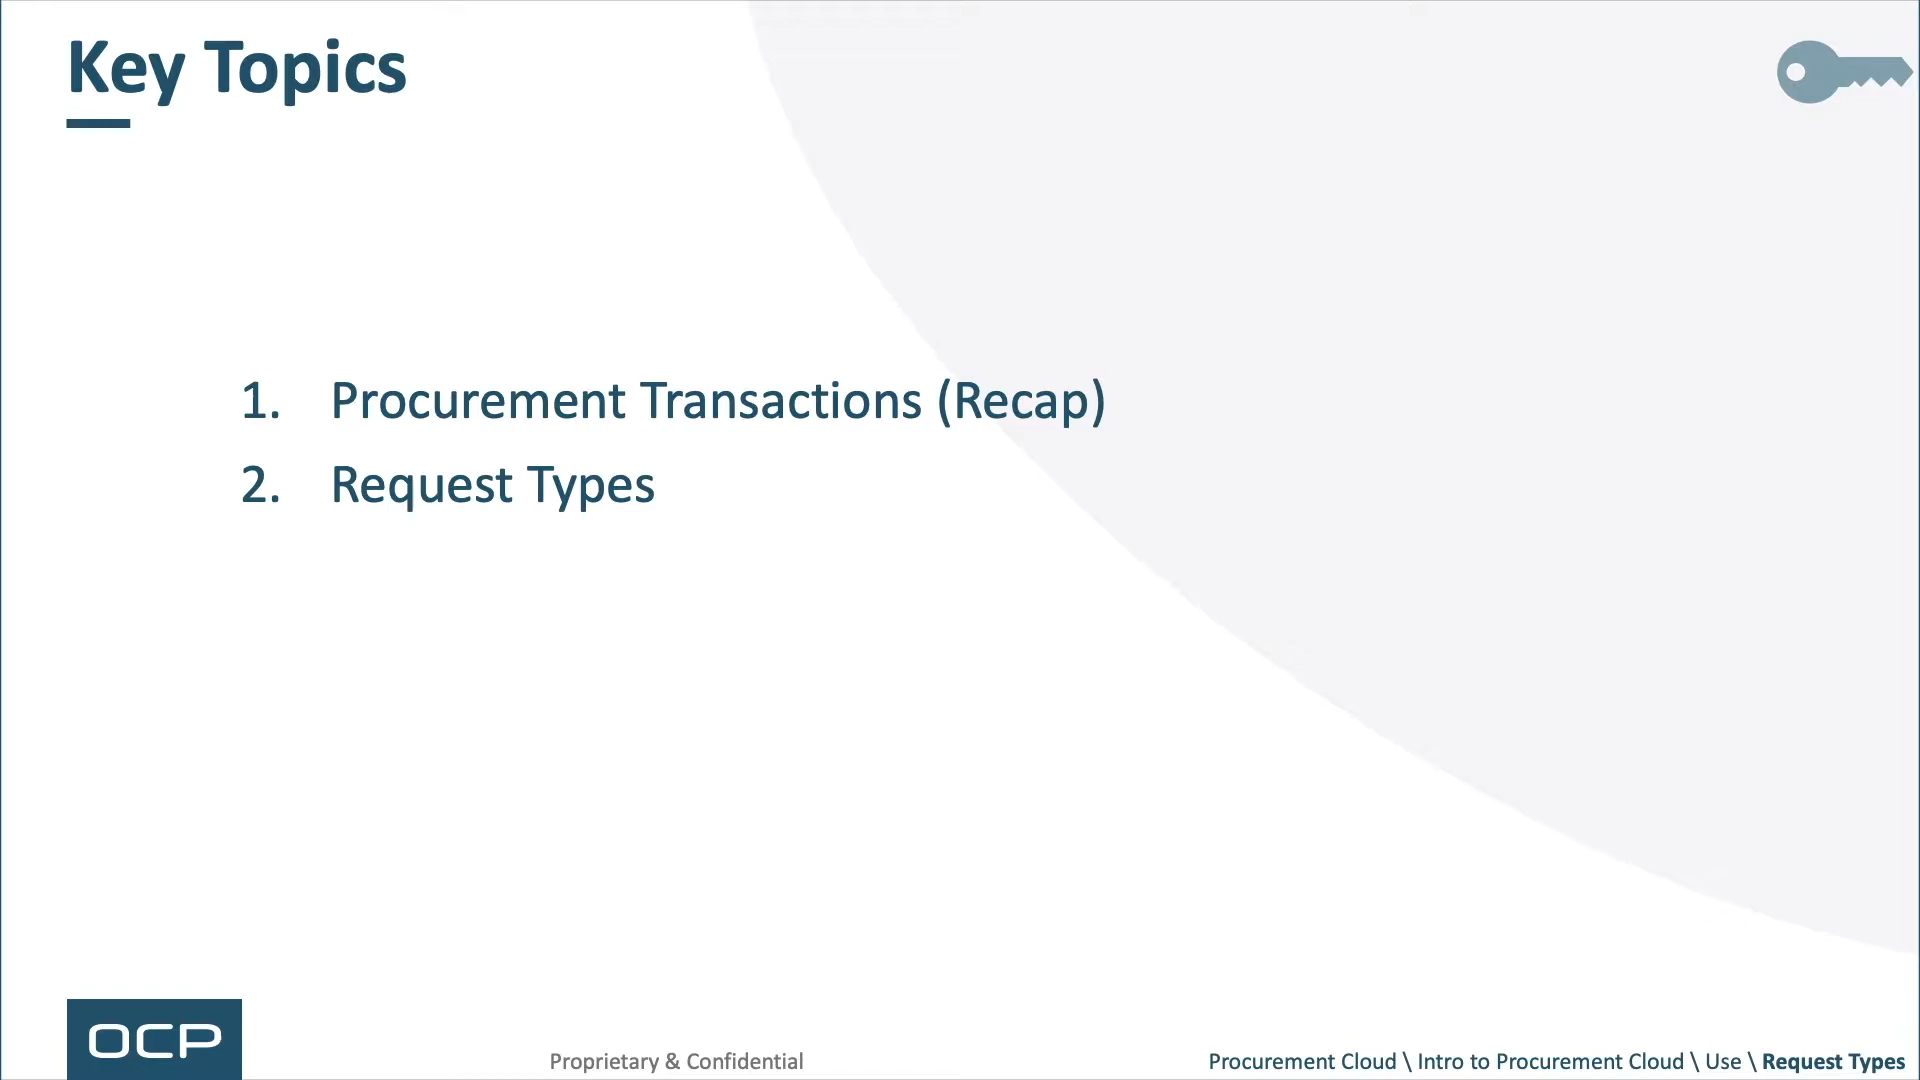 Key Topics
1. Procurement Transactions (Recap)
2. Request Types
OCP
Proprietary & Confidential
Procurement Cloud \ Intro to Procurement Cloud \ Use \ Request Types